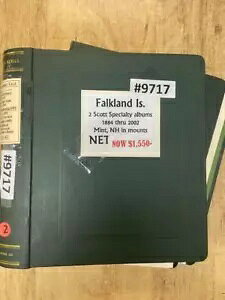 #9717
Falkland Is.
2 Scott Specialty albums
1884 thru 2002
Mint, NH in mounts
NET NOW $1,550-
#9717
2